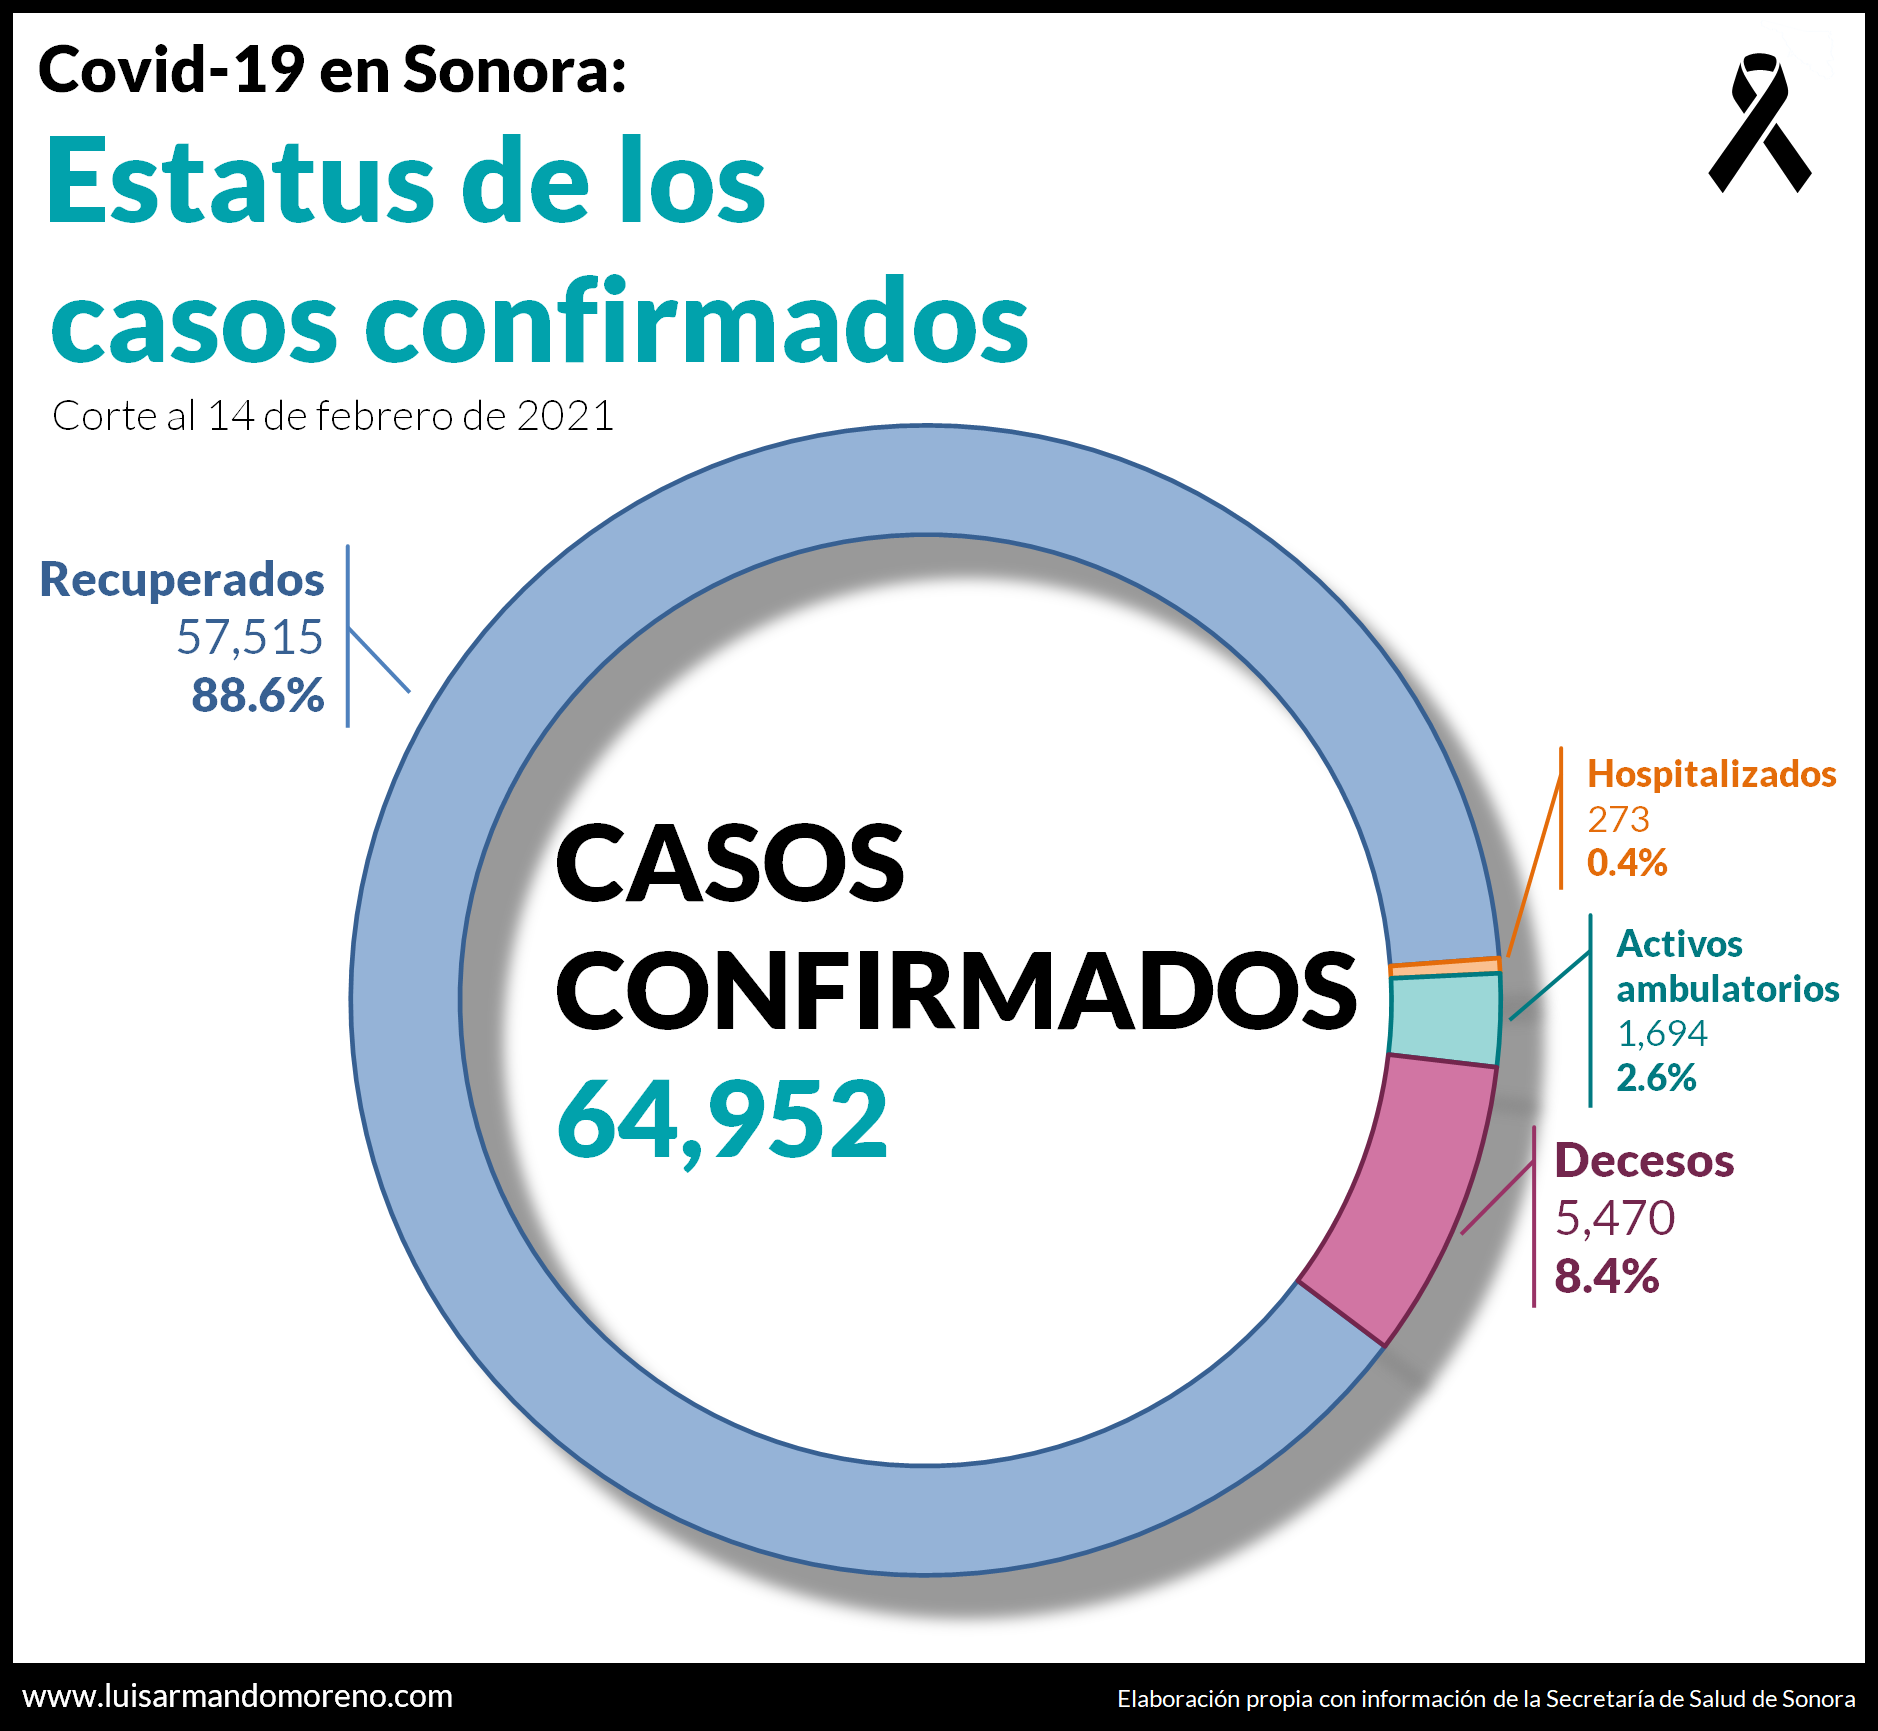 Covid-19 en Sonora:
Estatus de los
casos confirmados
Corte al 14 de febrero de 2021
Recuperados
57,515
88.6%
Hospitalizados
273
0.4%
Activos
ambulatorios
1,694
2.6%
Decesos
5,470
8.4%
CASOS
CONFIRMADOS
64,952
www.luisarmandomoreno.com
Elaboración propia con información de la Secretaría de Salud de Sonora